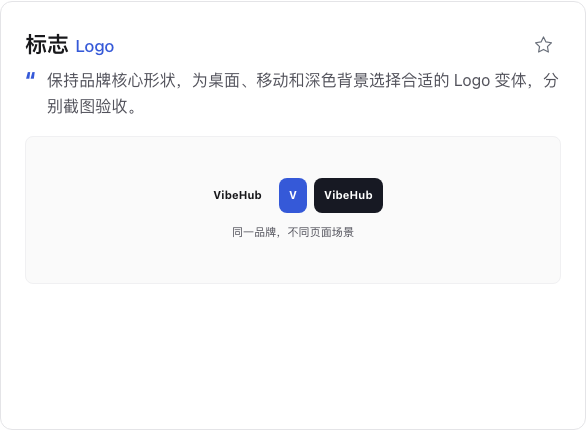 标志 Logo
“ 保持品牌核心形状，为桌面、移动和深色背景选择合适的 Logo 变体，分
别截图验收。
VibeHub V VibeHub
同一品牌，不同页面场景